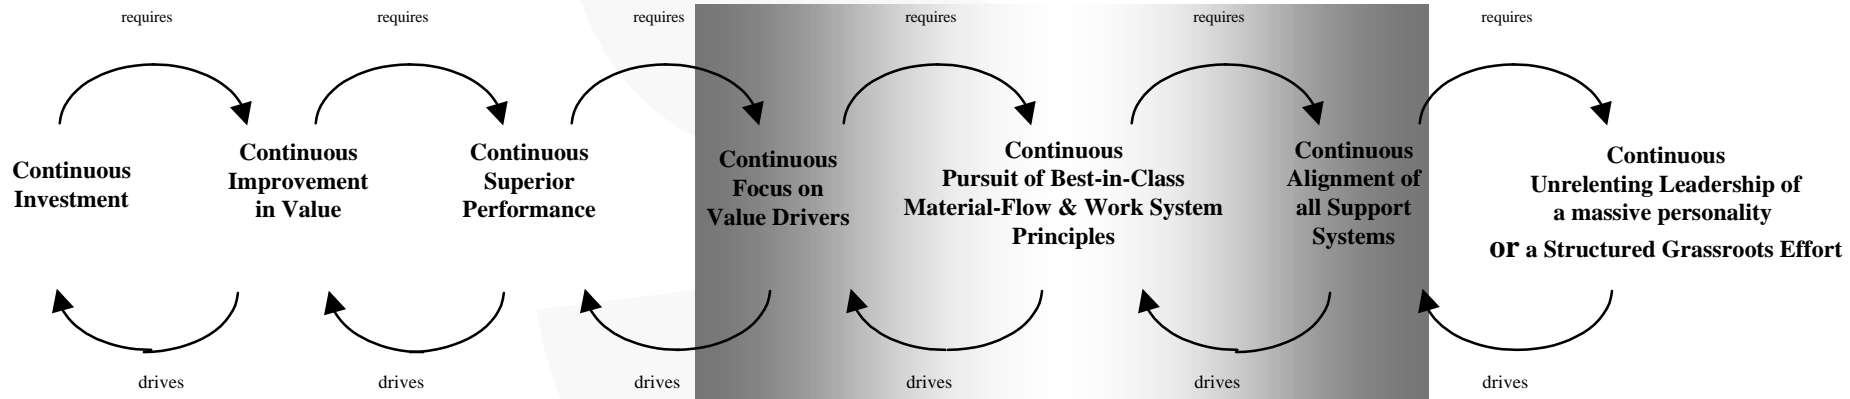 requires
requires
requires
requires
requires
requires
Continuous
Investment
Continuous
Improvement
in Value
Continuous
Superior
Performance
Continuous
Focus on
Value Drivers
Continuous
Pursuit of Best-in-Class
Material-Flow & Work System
Principles
Continuous
Alignment of
all Support
Systems
Continuous
Unrelenting Leadership of
a massive personality
or a Structured Grassroots Effort
drives
drives
drives
drives
drives
drives